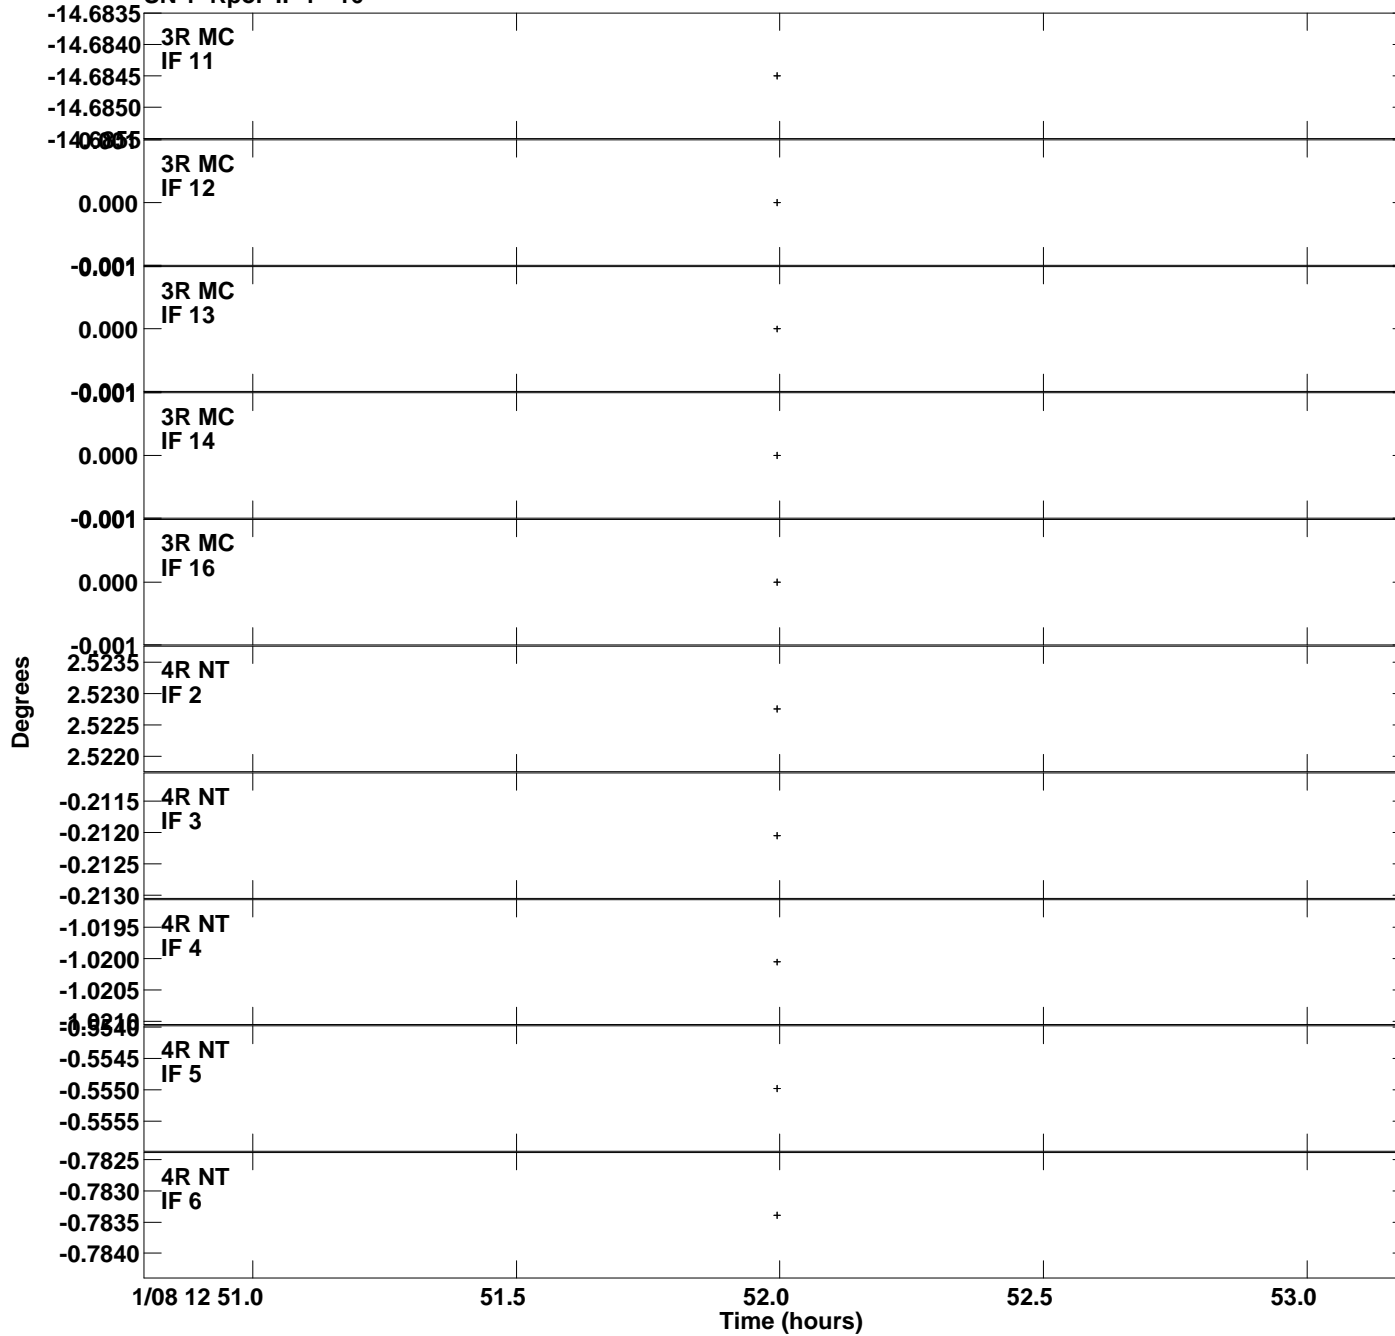 -14.6835
3R MC
IF 11
-14.6840
-14.6845
-14.6850
-14.6855
3R MC
IF 12
0.000
-0.001
3R MC
IF 13
0.000
-0.001
3R MC
IF 14
0.000
-0.001
3R MC
IF 16
0.000
-0.001
Degrees
2.5235
4R NT
IF 2
2.5230
2.5225
2.5220
4R NT
IF 3
-0.2115
-0.2120
-0.2125
-0.2130
4R NT
IF 4
-1.0195
-1.0200
-1.0205
-1.0210
4R NT
IF 5
-0.5545
-0.5550
-0.5555
-0.7825
4R NT
IF 6
-0.7830
-0.7835
-0.7840
1/08 12 51.0 51.5 52.0 52.5 53.0
Time (hours)